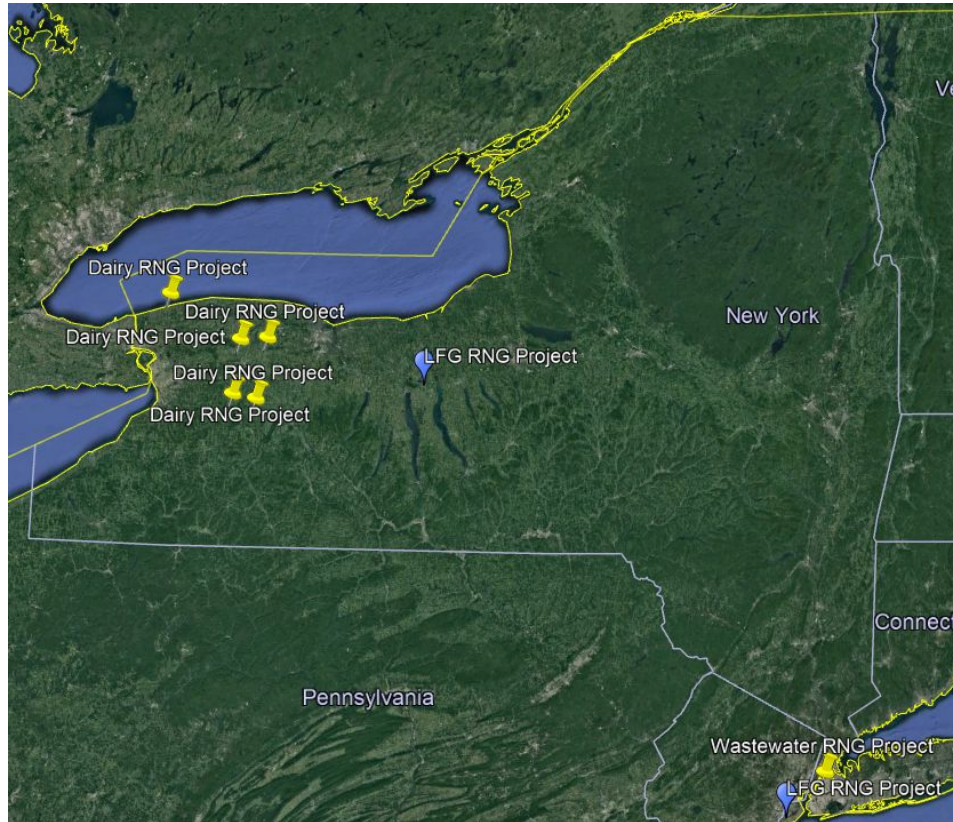 Ve
Dairy RNG Project
Dairy RNG Project
New York
Dairy RNG Project
LFG RNG Project
Dairy RNG Project
Dairy RNG Project
Connect
Pennsylvania
Wastewater RNG Project
LFG RNG Project